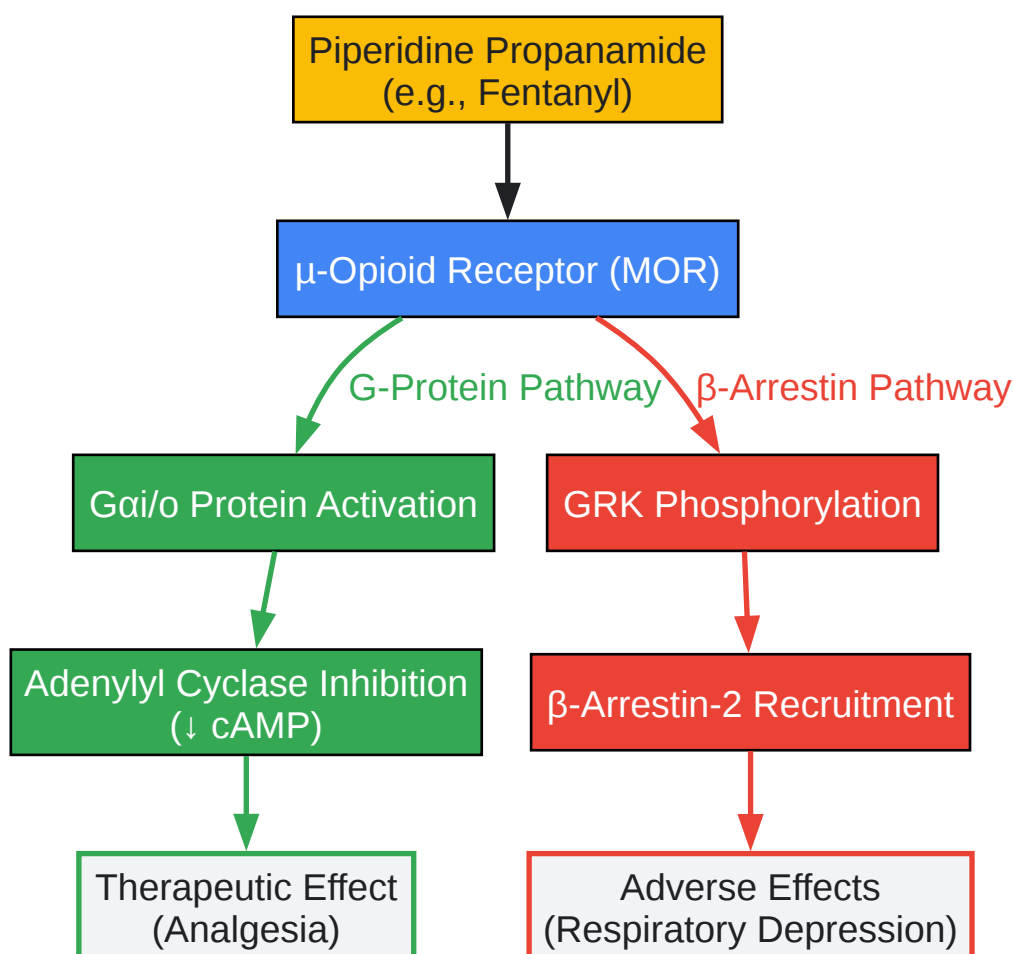 Piperidine Propanamide
(e.g., Fentanyl)
µ-Opioid Receptor (MOR)
G-Protein Pathway
β-Arrestin Pathway
Gαi/o Protein Activation
GRK Phosphorylation
Adenylyl Cyclase Inhibition
(↓ cAMP)
β-Arrestin-2 Recruitment
Therapeutic Effect
(Analgesia)
Adverse Effects
(Respiratory Depression)